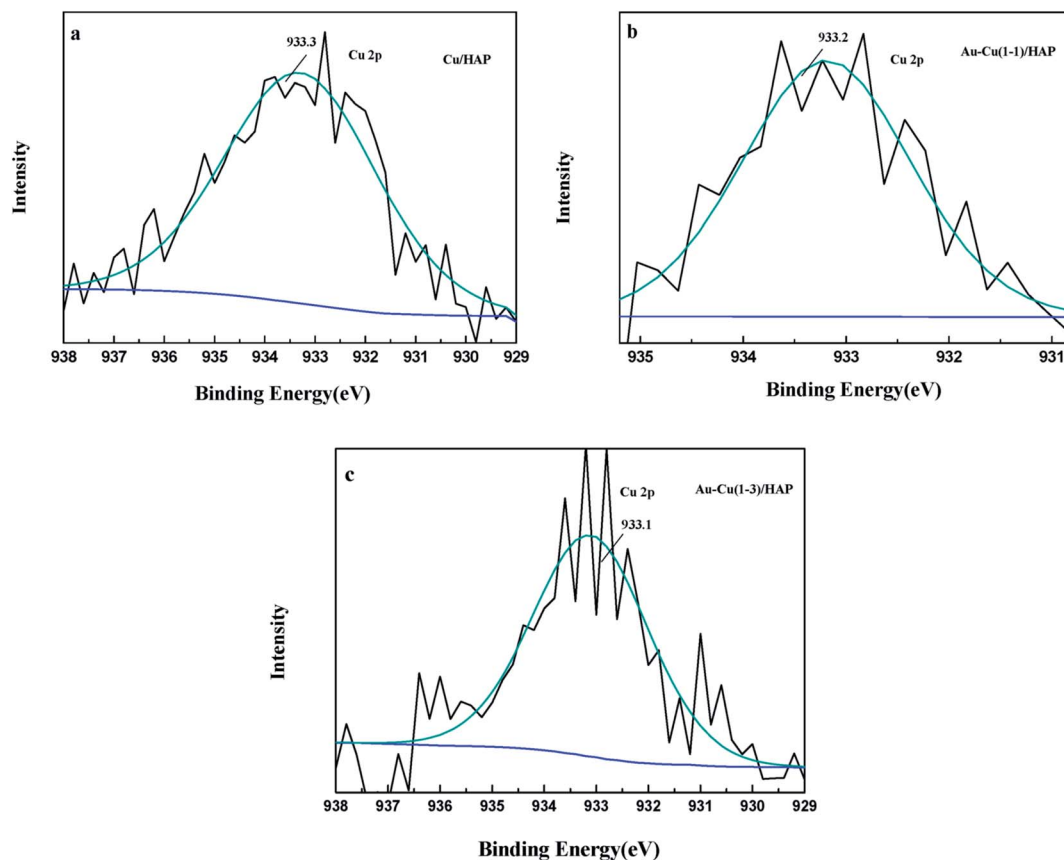 a
933.3
Cu 2p
Cu/HAP
Intensity
938 937 936 935 934 933 932 931 930 929
Binding Energy(eV)
b
933.2
Cu 2p
Au-Cu(1-1)/HAP
Intensity
935 934 933 932 931
Binding Energy(eV)
c
Cu 2p
Au-Cu(1-3)/HAP
933.1
Intensity
938 937 936 935 934 933 932 931 930 929
Binding Energy(eV)